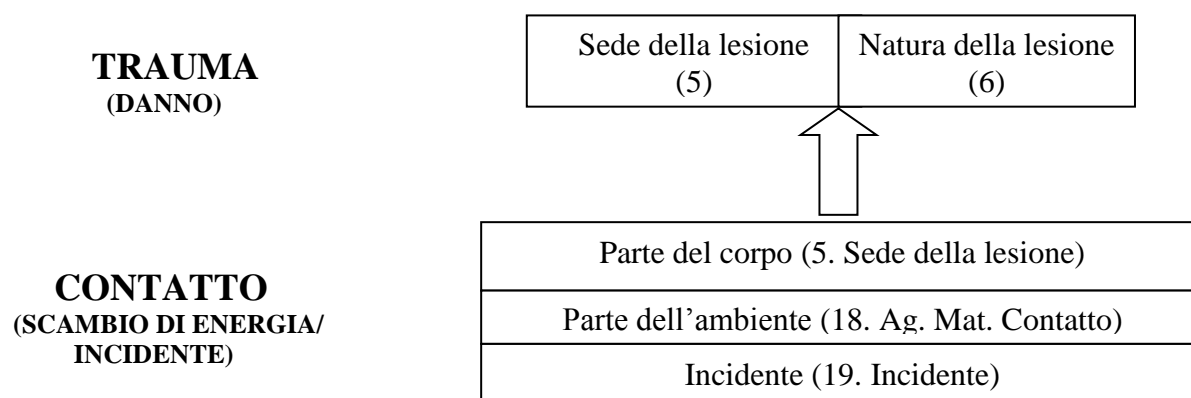 TRAUMA
(DANNO)
Sede della lesione
(5)
Natura della lesione
(6)
CONTATTO
(SCAMBIO DI ENERGIA/
INCIDENTE)
Parte del corpo (5. Sede della lesione)
Parte dell’ambiente (18. Ag. Mat. Contatto)
Incidente (19. Incidente)